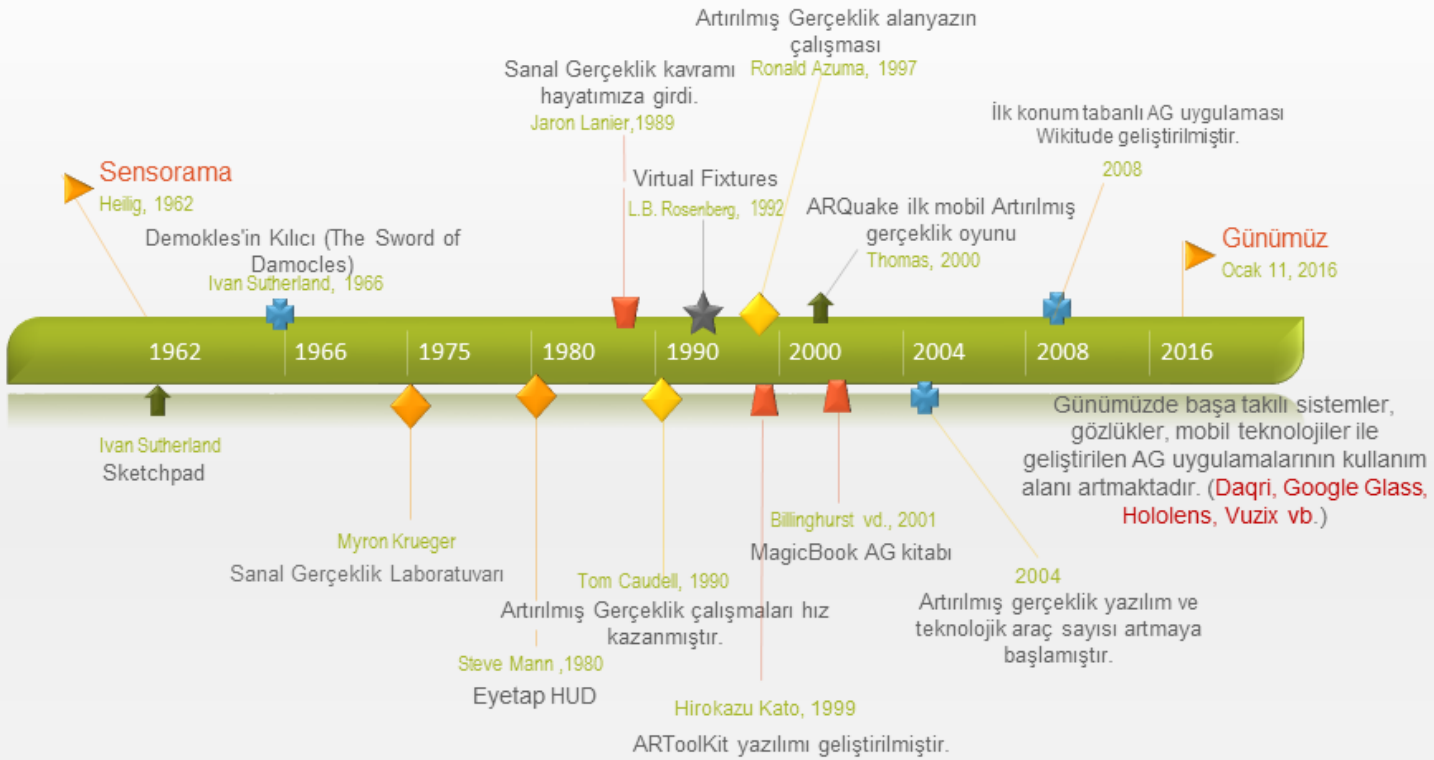 Artırılmış Gerçeklik alanyazın
çalışması
Ronald Azuma, 1997
Sanal Gerçeklik kavramı
hayatımıza girdi.
Jaron Lanier,1989
İlk konum tabanlı AG uygulaması
Wikitude geliştirilmiştir.
2008
Sensorama
Heilig, 1962
Virtual Fixtures
L.B. Rosenberg, 1992
ARQuake ilk mobil Artırılmış
gerçeklik oyunu
Thomas, 2000
Demokles'in Kılıcı (The Sword of
Damocles)
Ivan Sutherland, 1966
Günümüz
Ocak 11, 2016
1962
1966
1975
1980
1990
2000
2004
2008
2016
Ivan Sutherland
Sketchpad
Myron Krueger
Sanal Gerçeklik Laboratuvarı
Steve Mann ,1980
Eyetap HUD
Tom Caudell, 1990
Artırılmış Gerçeklik çalışmaları hız
kazanmıştır.
Hirokazu Kato, 1999
ARToolKit yazılımı geliştirilmiştir.
Billinghurst vd., 2001
MagicBook AG kitabı
2004
Artırılmış gerçeklik yazılım ve
teknolojik araç sayısı artmaya
başlamıştır.
Günümüzde başa takılı sistemler,
gözlükler, mobil teknolojiler ile
geliştirilen AG uygulamalarının kullanım
alanı artmaktadır. (Daqri, Google Glass,
Hololens, Vuzix vb.)